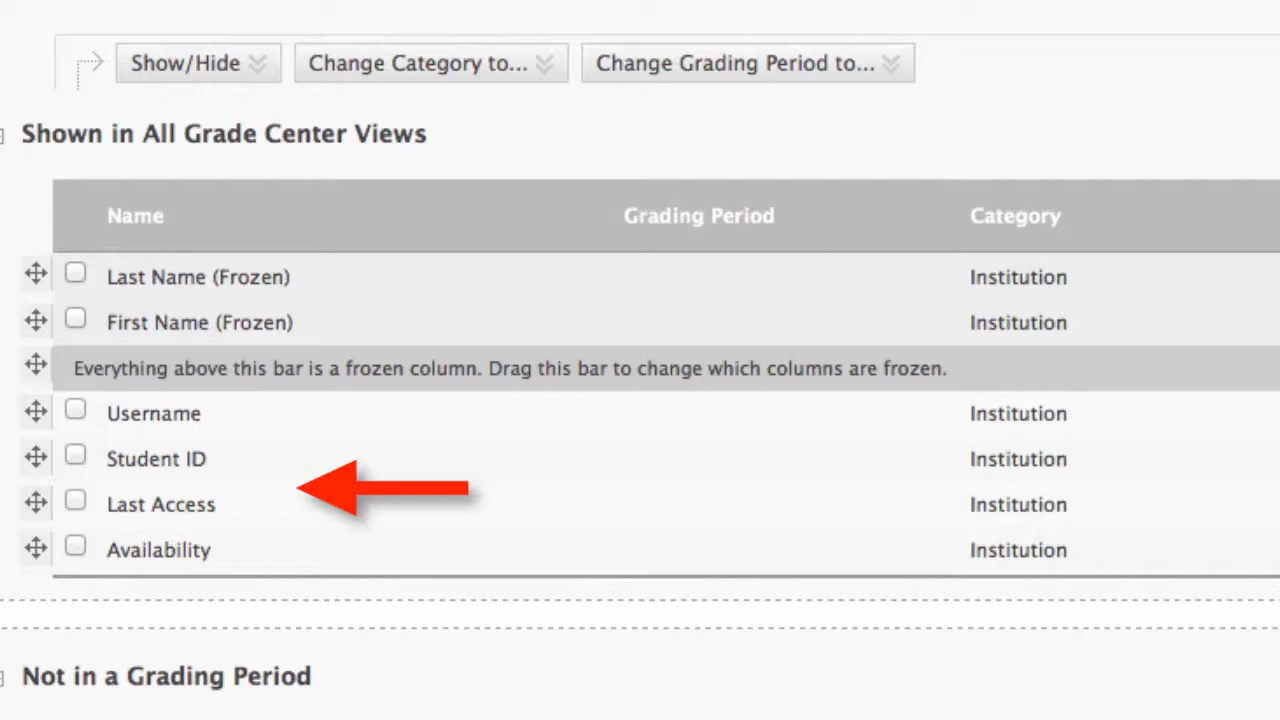 Show/Hide Change Category to... Change Grading Period to...
Shown in All Grade Center Views
Name Grading Period Category
Last Name (Frozen) Institution
First Name (Frozen) Institution
Everything above this bar is a frozen column. Drag this bar to change which columns are frozen.
Username Institution
Student ID Institution
Last Access Institution
Availability Institution
Not in a Grading Period